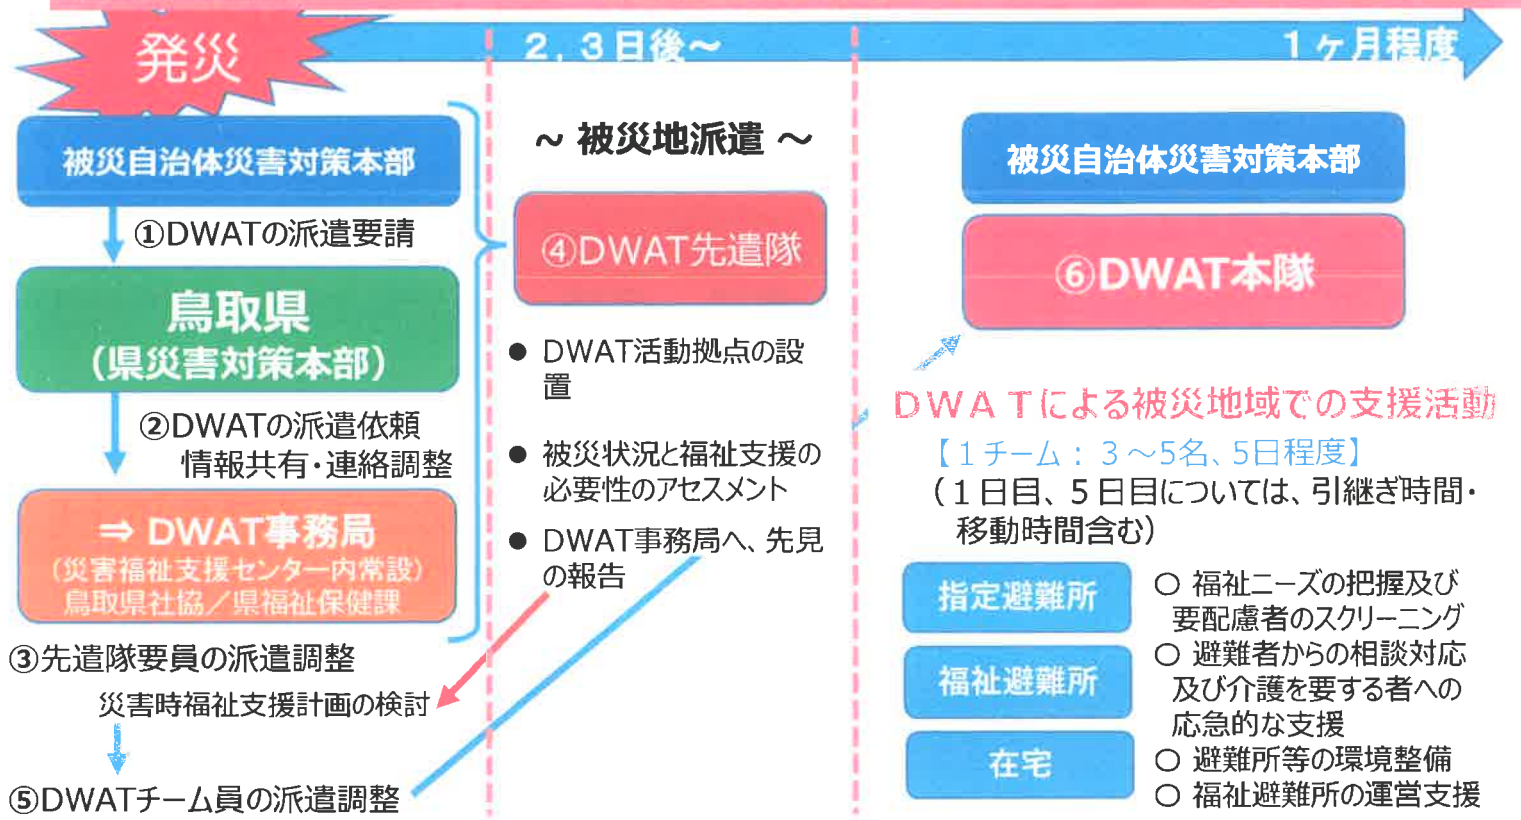 発災
2，3日後～
1ヶ月程度
被災自治体災害対策本部
①DWATの派遣要請
鳥取県
（県災害対策本部）
②DWATの派遣依頼
情報共有・連絡調整
⇒ DWAT事務局
（災害福祉支援センター内常設）
鳥取県社協／県福祉保健課
③先遣隊要員の派遣調整
災害時福祉支援計画の検討
⑤DWATチーム員の派遣調整
～ 被災地派遣 ～
④DWAT先遣隊
● DWAT活動拠点の設
置
● 被災状況と福祉支援の
必要性のアセスメント
● DWAT事務局へ、先見
の報告
被災自治体災害対策本部
⑥DWAT本隊
DWATによる被災地域での支援活動
【1チーム：3～5名、5日程度】
（1日目、5日目については、引継ぎ時間・
移動時間含む）
指定避難所
福祉避難所
在宅
○ 福祉ニーズの把握及び
要配慮者のスクリーニング
○ 避難者からの相談対応
及び介護を要する者への
応急的な支援
○ 避難所等の環境整備
○ 福祉避難所の運営支援